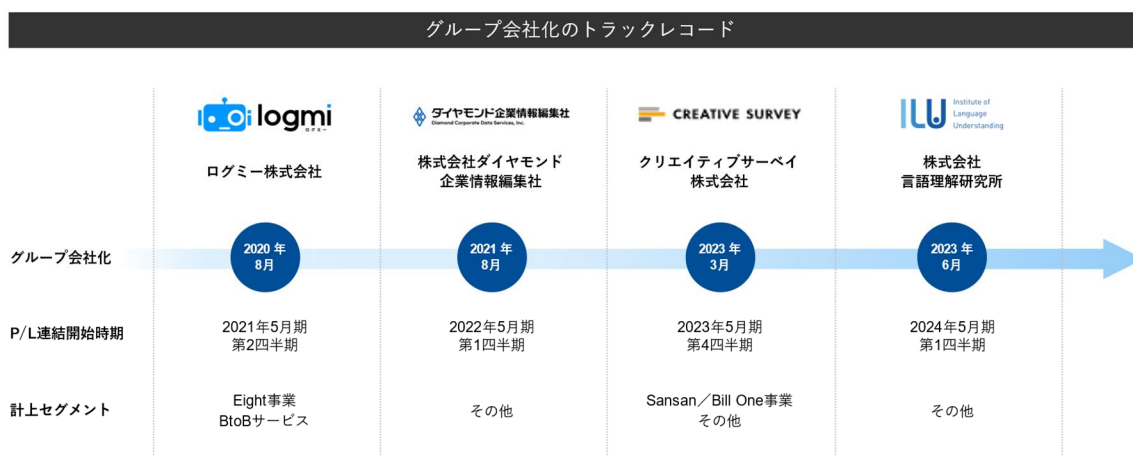 グループ会社化のトラックレコード
logmi
ログミー
ダイヤモンド企業情報編集社
Diamond Corporate Data Services, Inc.
CREATIVE SURVEY
ILU
Institute of
Language
Understanding
ログミー株式会社
株式会社ダイヤモンド
企業情報編集社
クリエイティブサーベイ
株式会社
株式会社
言語理解研究所
グループ会社化
2020 年
8月
2021 年
8月
2023 年
3月
2023 年
6月
P/L連結開始時期
2021年5月期
第2四半期
2022年5月期
第1四半期
2023年5月期
第4四半期
2024年5月期
第1四半期
計上セグメント
Eight事業
BtoBサービス
その他
Sansan／Bill One事業
その他
その他